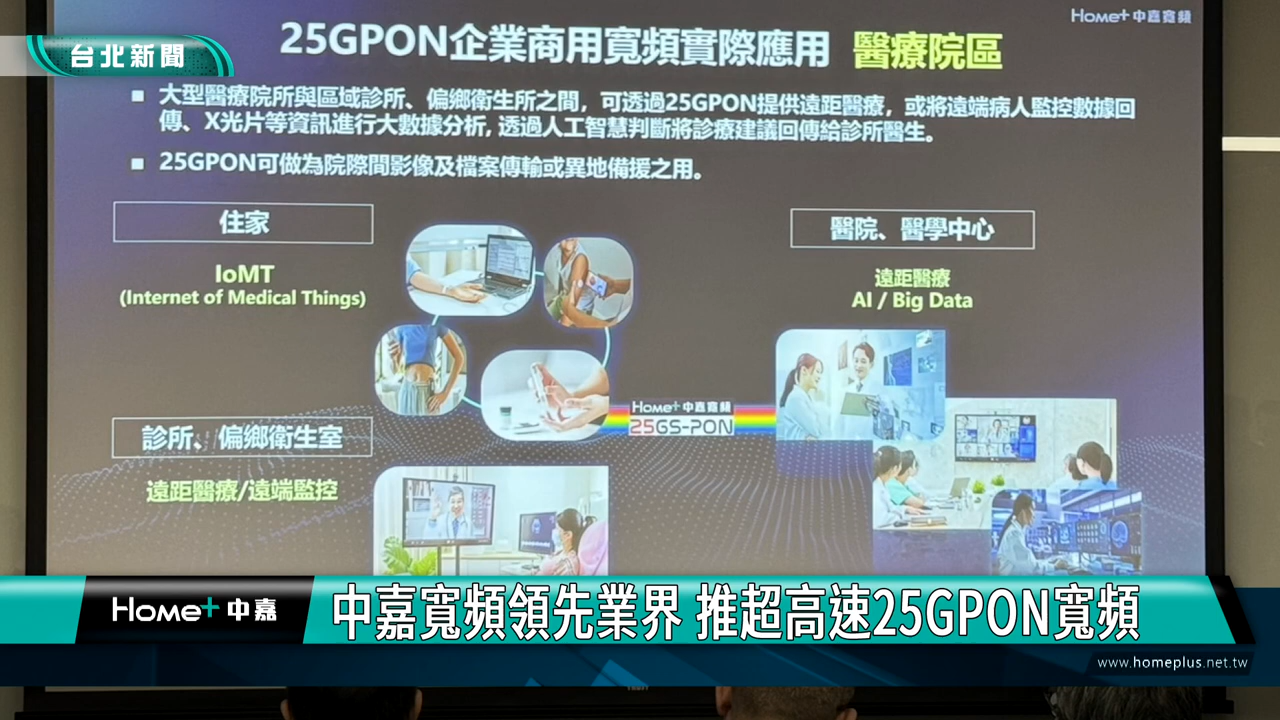 Home+ 中嘉寬頻
台北新聞
25GPON企業商用寬頻實際應用 醫療院區
■ 大型醫療院所與區域診所、偏鄉衛生所之間，可透過25GPON提供遠距醫療，或將遠端病人監控數據回
傳、X光片等資訊進行大數據分析, 透過人工智慧判斷將診療建議回傳給診所醫生。
■ 25GPON可做為院際間影像及檔案傳輸或異地備援之用。
住家
IoMT
(Internet of Medical Things)
醫院、醫學中心
遠距醫療
AI / Big Data
Home+ 中嘉寬頻
25GS-PON
診所、偏鄉衛生室
遠距醫療/遠端監控
Home+ 中嘉
中嘉寬頻領先業界 推超高速25GPON寬頻
www.homeplus.net.tw